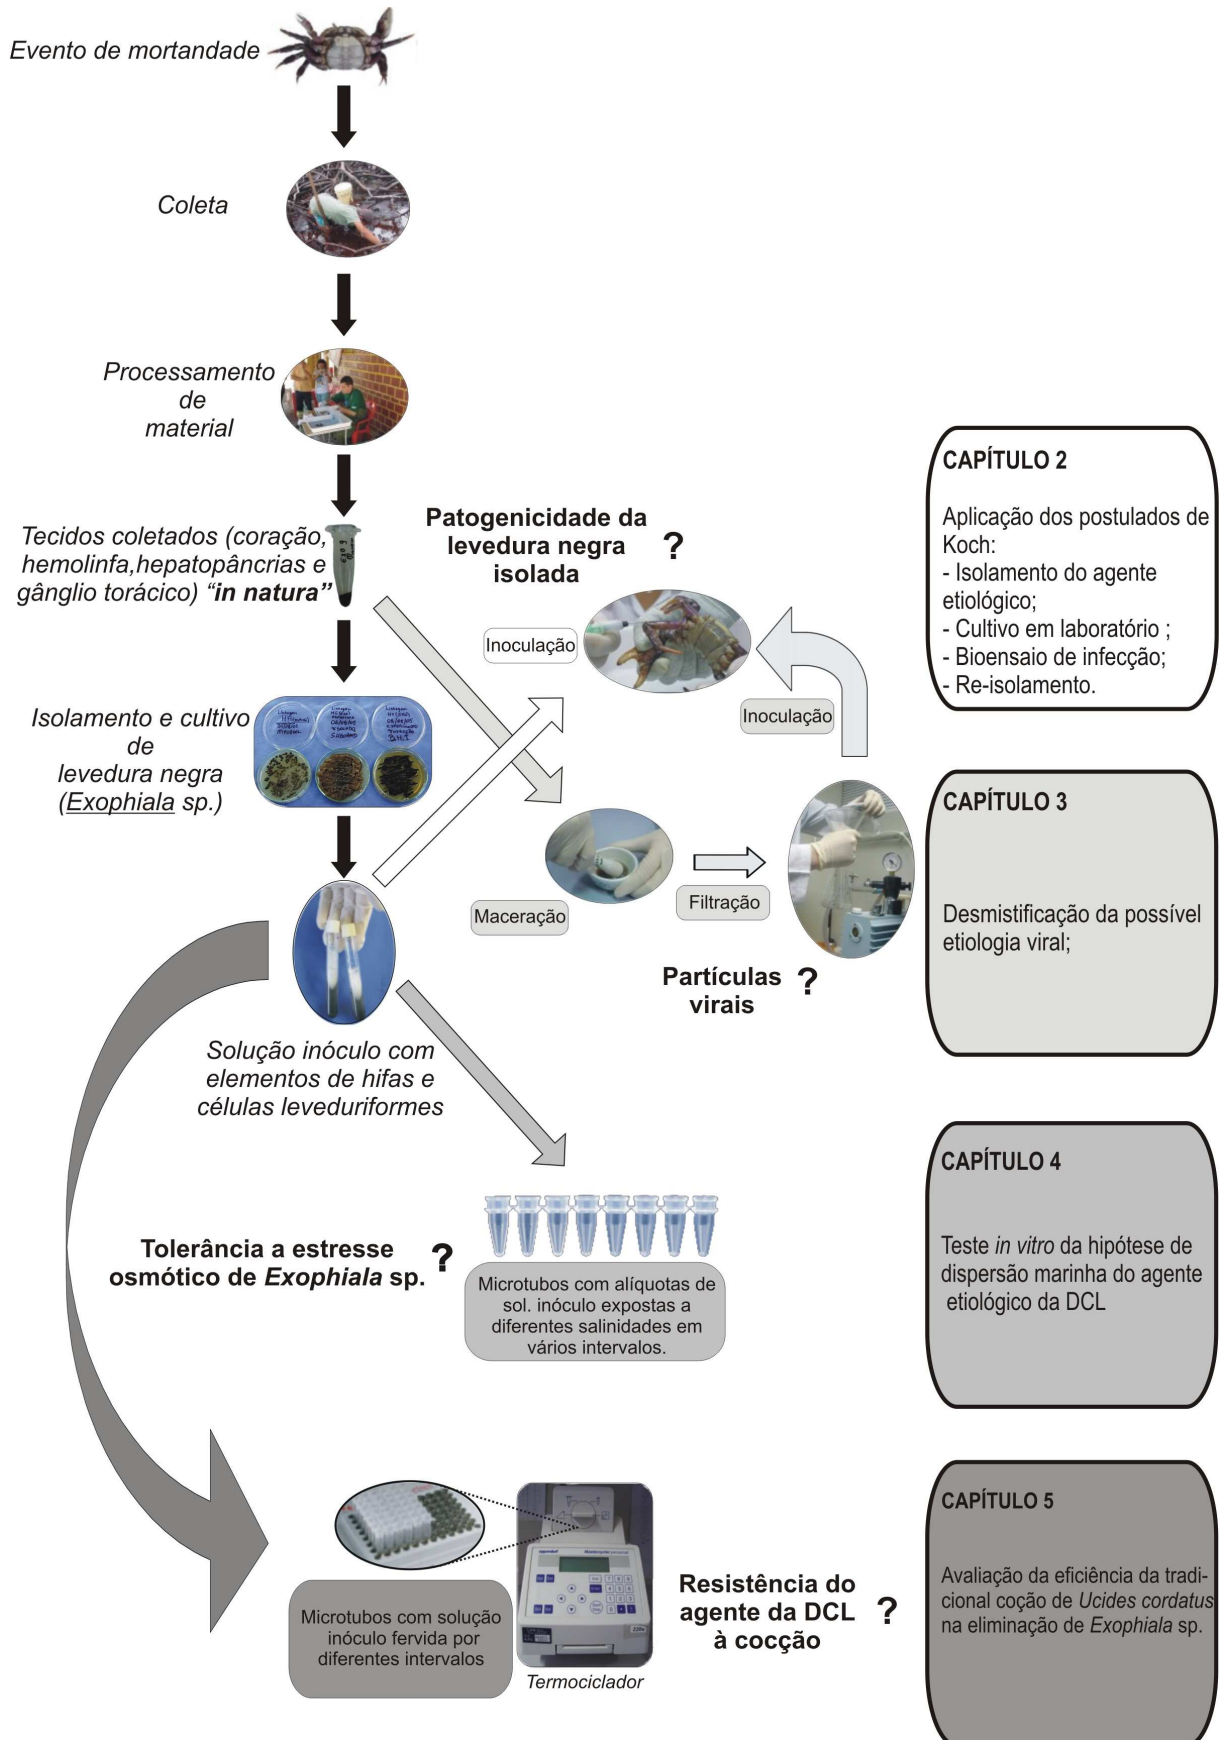 Evento de mortandade
Coleta
Processamento
de
material
Tecidos coletados (coração,
hemolinfa,hepatopâncrias e
gânglio torácico) “in natura”
Patogenicidade da
levedura negra
isolada
?
Inoculação
Inoculação
Isolamento e cultivo
de
levedura negra
(Exophiala sp.)
Maceração
Filtração
Partículas
virais
?
Solução inóculo com
elementos de hifas e
células leveduriformes
Tolerância a estresse
osmótico de Exophiala sp.
?
Microtubos com alíquotas de
sol. inóculo expostas a
diferentes salinidades em
vários intervalos.
Microtubos com solução
inóculo fervida por
diferentes intervalos
eppendorf
Termociclador
Resistência do
agente da DCL
à cocção
?
CAPÍTULO 2
Aplicação dos postulados de
Koch:
- Isolamento do agente
etiológico;
- Cultivo em laboratório ;
- Bioensaio de infecção;
- Re-isolamento.
CAPÍTULO 3
Desmistificação da possível
etiologia viral;
CAPÍTULO 4
Teste in vitro da hipótese de
dispersão marinha do agente
etiológico da DCL
CAPÍTULO 5
Avaliação da eficiência da tradi-
cional coção de Ucides cordatus
na eliminação de Exophiala sp.